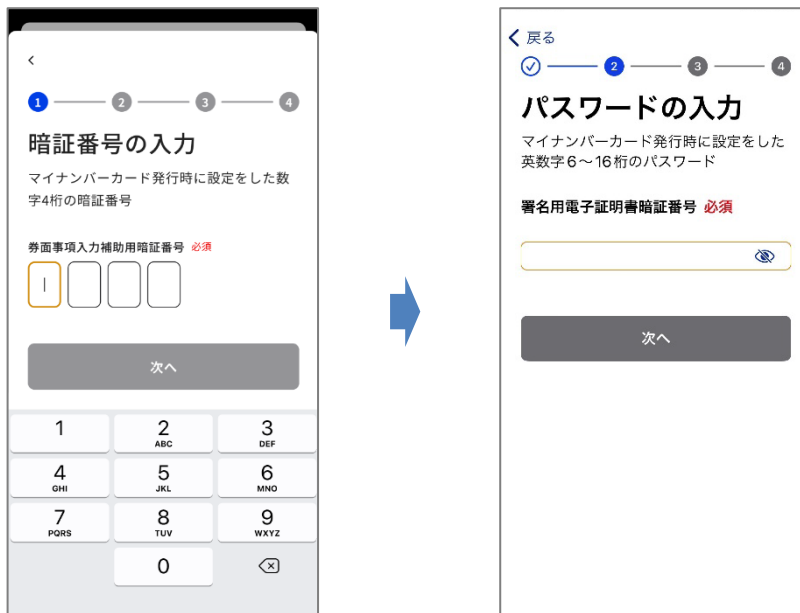 1 2 3 4
暗証番号の入力
マイナンバーカード発行時に設定をした数
字4桁の暗証番号
券面事項入力補助用暗証番号 必須
次へ
1 2 3
ABC DEF
4 5 6
GHI JKL MNO
7 8 9
PQRS TUV WXYZ
0
戻る
2 3 4
パスワードの入力
マイナンバーカード発行時に設定をした
英数字6～16桁のパスワード
署名用電子証明書暗証番号 必須
次へ